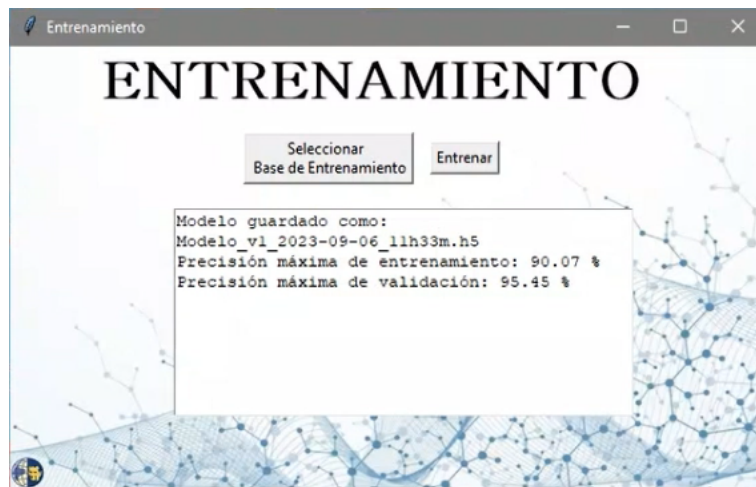 Entrenamiento
ENTRENAMIENTO
Seleccionar
Base de Entrenamiento
Entrenar
Modelo guardado como:
Modelo_v1_2023-09-06_11h33m.h5
Precisión máxima de entrenamiento: 90.07 %
Precisión máxima de validación: 95.45 %